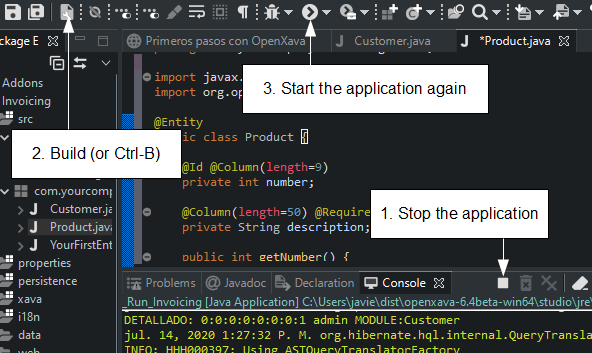 ckage E
Primeros pasos con OpenXava
Customer.java
*Product.java
Addons
Invoicing
src
import javax.
import org.op
3. Start the application again
@Entity
ic class Product {
2. Build (or Ctrl-B)
@Id @Column(length=9)
private int number;
com.yourcomp
Customer.ja
Product.java
YourFirstEnt
@Column(length=50) @Require
private String description;
1. Stop the application
public int getNumber() {
properties
persistence
xava
i18n
data
web
Problems
Javadoc
Declaration
Console
_Run_Invoicing [Java Application] C:\Users\javie\dist\openxava-6.4beta-win64\studio\jre\
DETALLADO: 0:0:0:0:0:0:0:1 admin MODULE:Customer
jul. 14, 2020 1:27:32 P. M. org.hibernate.hql.internal.QueryTransl
INFO: HHH000397: Using ASTQueryTranslatorFactory